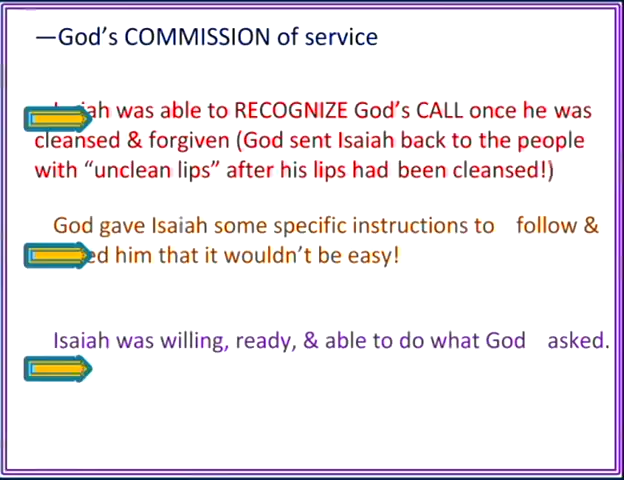 —God’s COMMISSION of service
was able to RECOGNIZE God’s CALL once he was
cleansed & forgiven (God sent Isaiah back to the people
with “unclean lips” after his lips had been cleansed!)
God gave Isaiah some specific instructions to follow &
him that it wouldn’t be easy!
Isaiah was willing, ready, & able to do what God asked.